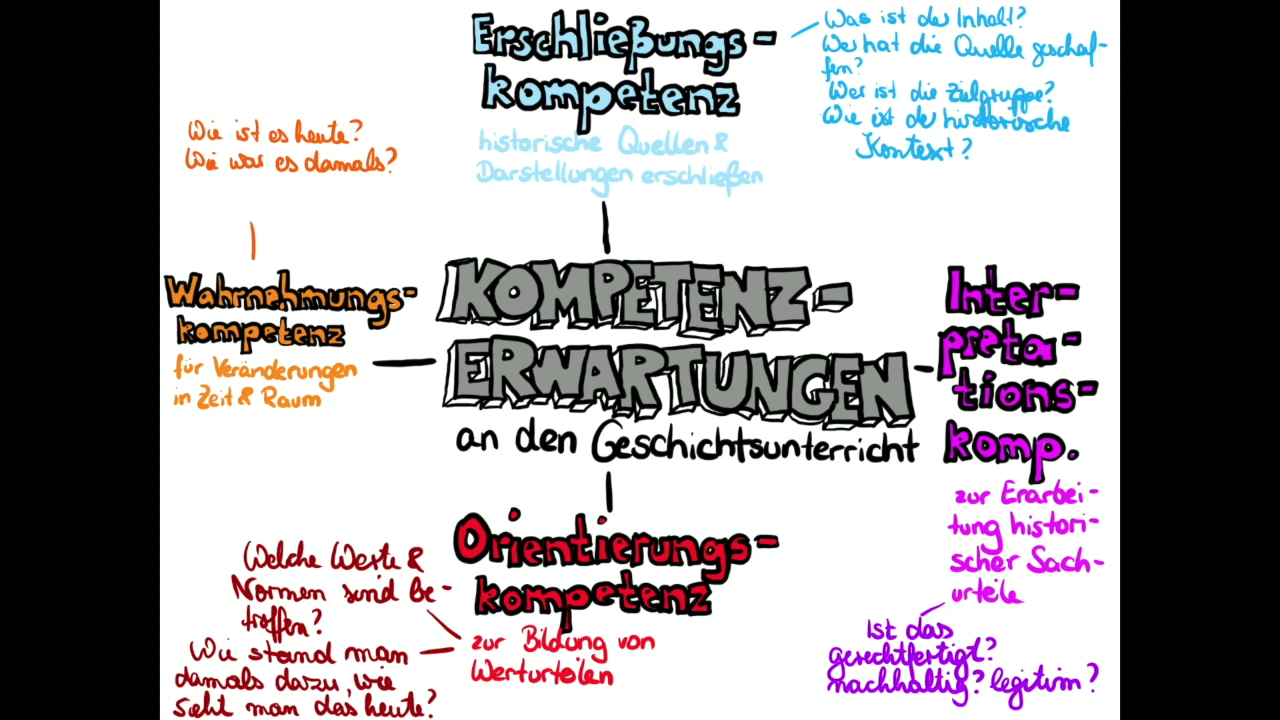 Erschließungs-
kompetenz
historische Quellen &
Darstellungen erschließen
Was ist der Inhalt?
Wer hat die Quelle geschaf-
fen?
Wer ist die Zielgruppe?
Wie ist der historische
Kontext?
Wie ist es heute?
Wie war es damals?
Wahrnehmungs-
kompetenz
für Veränderungen
in Zeit & Raum
KOMPETENZ-
ERWARTUNGEN
an den Geschichtsunterricht
Inter-
preta-
tions-
komp.
zur Erarbei-
tung histori-
scher Sach-
urteile
Ist das
gerechtfertigt?
nachhaltig? legitim?
Orientierungs-
kompetenz
zur Bildung von
Werturteilen
Welche Werte &
Normen sind be-
troffen?
Wie stand man
damals dazu, wie
sieht man das heute?